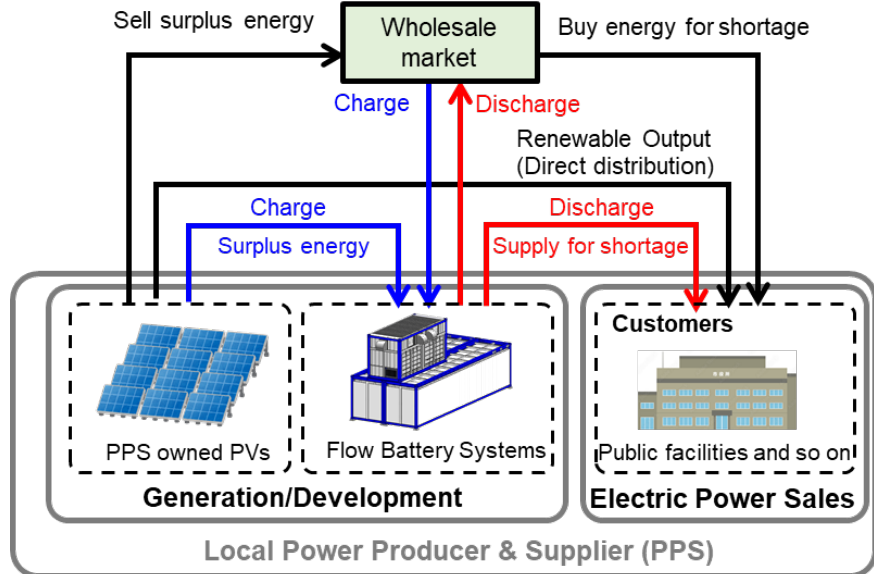 Sell surplus energy
Wholesale
market
Buy energy for shortage
Charge
Discharge
Renewable Output
(Direct distribution)
Charge
Surplus energy
Discharge
Supply for shortage
Customers
PPS owned PVs
Flow Battery Systems
Public facilities and so on
Generation/Development
Electric Power Sales
Local Power Producer & Supplier (PPS)